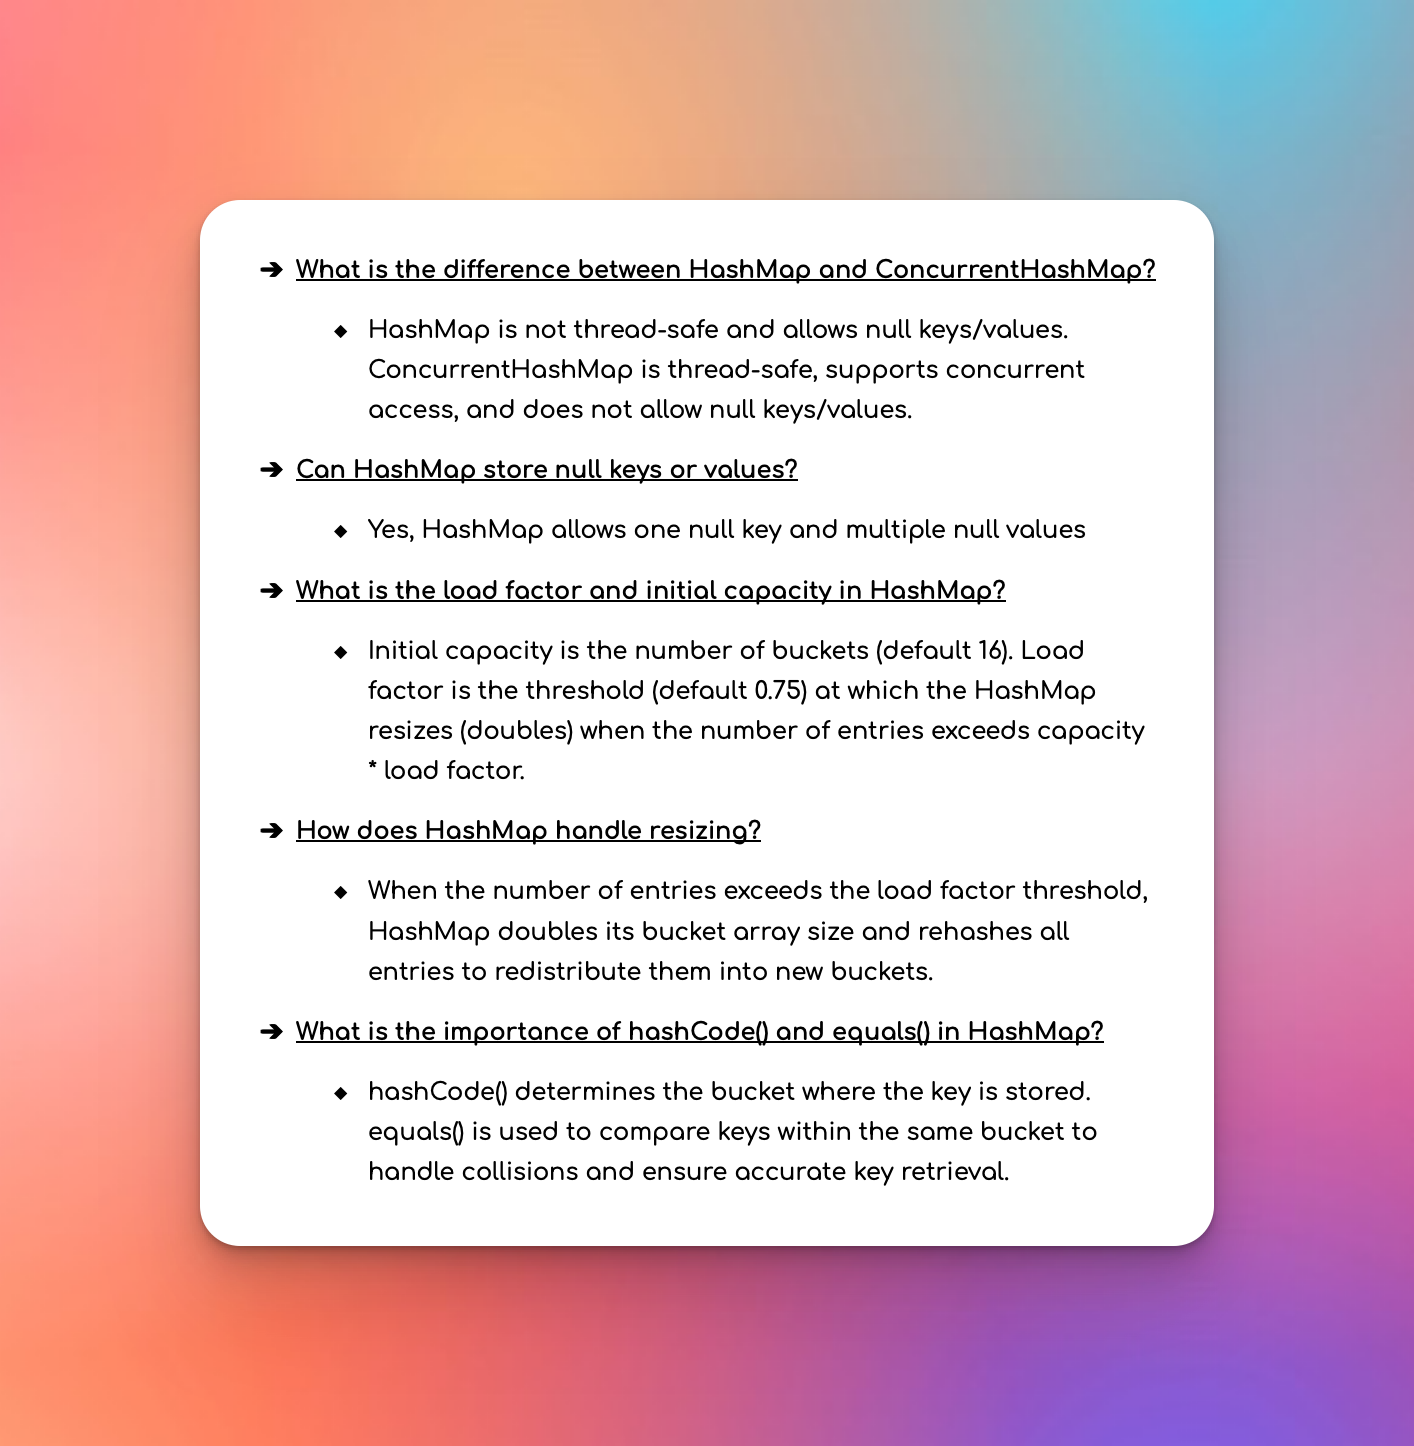 ➔ What is the difference between HashMap and ConcurrentHashMap?
◆ HashMap is not thread-safe and allows null keys/values.
ConcurrentHashMap is thread-safe, supports concurrent
access, and does not allow null keys/values.
➔ Can HashMap store null keys or values?
◆ Yes, HashMap allows one null key and multiple null values
➔ What is the load factor and initial capacity in HashMap?
◆ Initial capacity is the number of buckets (default 16). Load
factor is the threshold (default 0.75) at which the HashMap
resizes (doubles) when the number of entries exceeds capacity
* load factor.
➔ How does HashMap handle resizing?
◆ When the number of entries exceeds the load factor threshold,
HashMap doubles its bucket array size and rehashes all
entries to redistribute them into new buckets.
➔ What is the importance of hashCode() and equals() in HashMap?
◆ hashCode() determines the bucket where the key is stored.
equals() is used to compare keys within the same bucket to
handle collisions and ensure accurate key retrieval.